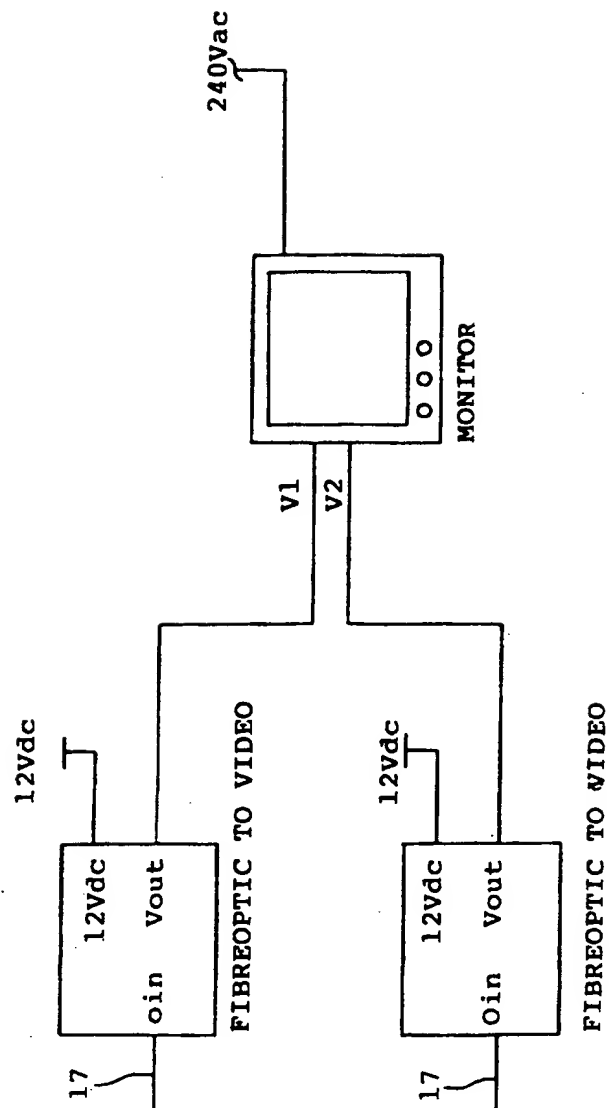 12Vdc
17
12Vdc
oin Vout
FIBREOPTIC TO VIDEO
240Vac
V1
V2
MONITOR
12Vdc
17
12Vdc
Oin Vout
FIBREOPTIC TO VIDEO